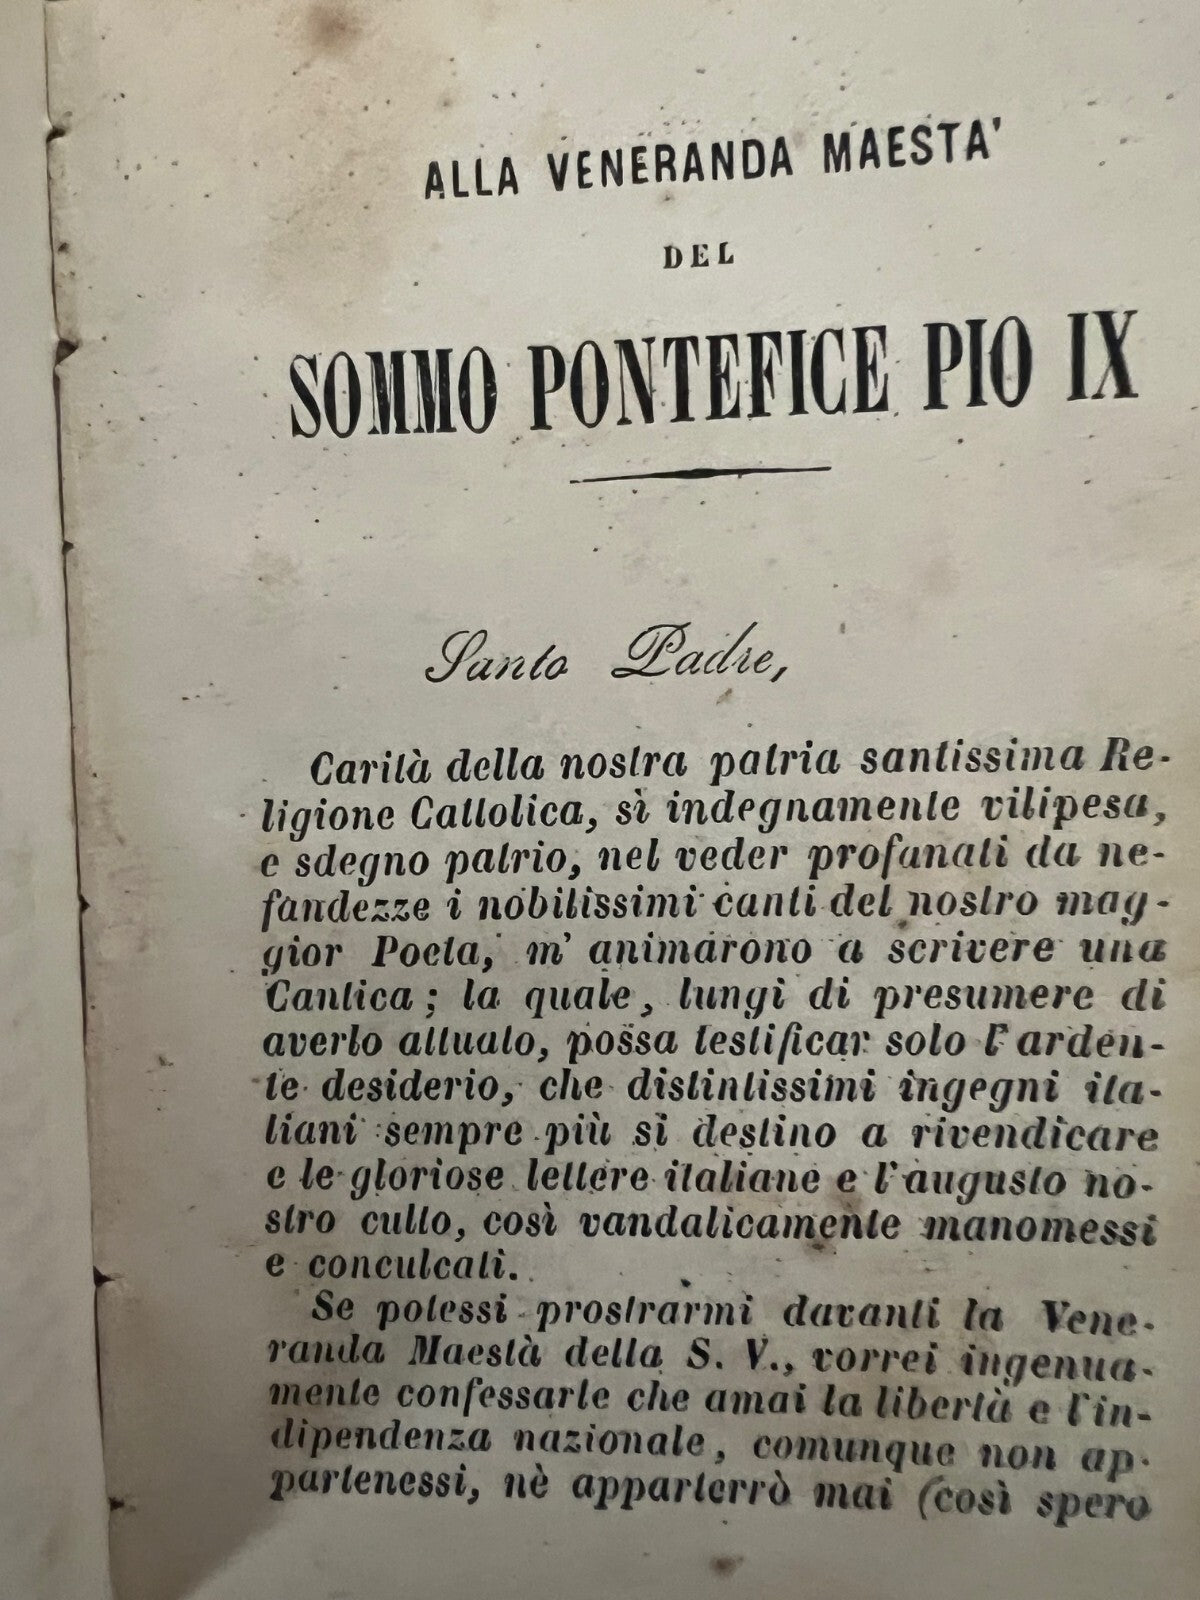 ALLA VENERANDA MAESTA'
DEL
SOMMO PONTEFICE PIO IX
Santo Padre,
Carità della nostra patria santissima Re-
ligione Cattolica, sì indegnamente vilipesa,
e sdegno patrio, nel veder profanati da ne-
fandezze i nobilissimi canti del nostro mag-
gior Poeta, m' animarono a scrivere una
Cantica; la quale, lungi di presumere di
averlo attuato, possa testificar solo l'arden-
te desiderio, che distintissimi ingegni ita-
liani sempre più si destino a rivendicare
e le gloriose lettere italiane e l'augusto no-
stro culto, così vandalicamente manomessi
e conculcati.
Se potessi prostrarmi davanti la Vene-
randa Maestà della S. V., vorrei ingenua-
mente confessarle che amai la libertà e l'in-
dipendenza nazionale, comunque non ap-
partenessi, nè apparterrò mai (così spero